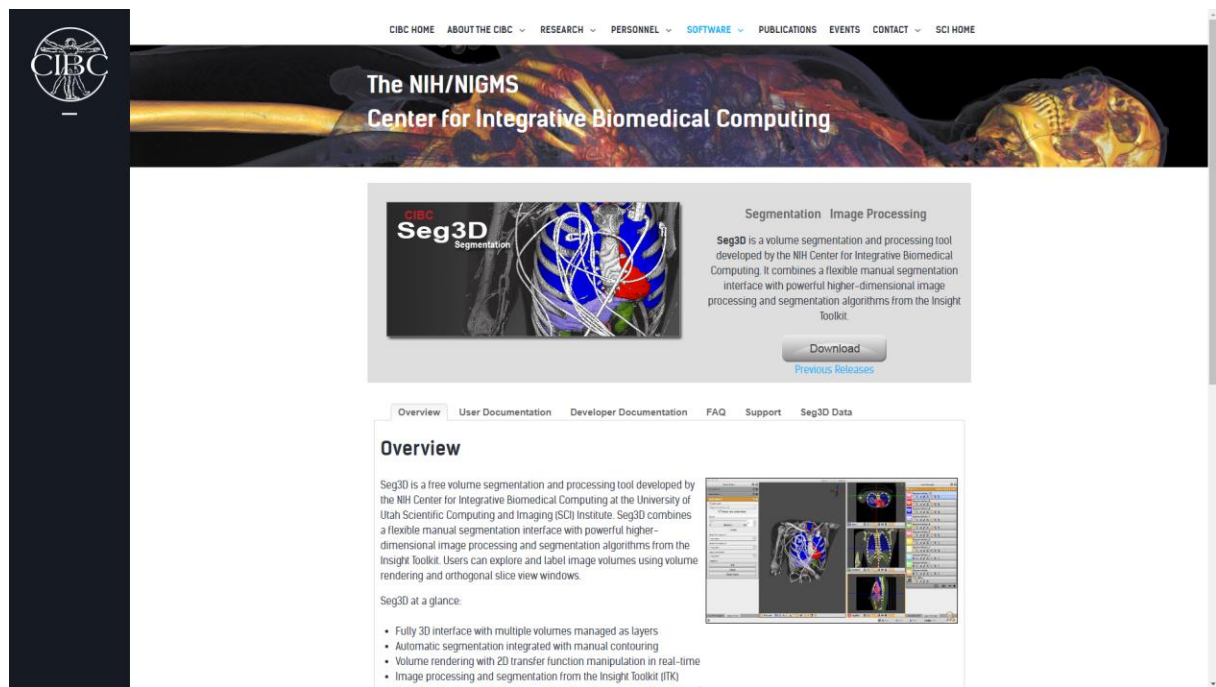 CIBC
CIBC HOME ABOUT THE CIBC RESEARCH PERSONNEL SOFTWARE PUBLICATIONS EVENTS CONTACT SCI HOME
The NIH/NIGMS
Center for Integrative Biomedical Computing
CIBC
Seg3D
Segmentation
Segmentation Image Processing
Seg3D is a volume segmentation and processing tool
developed by the NIH Center for Integrative Biomedical
Computing. It combines a flexible manual segmentation
interface with powerful higher-dimensional image
processing and segmentation algorithms from the Insight
Toolkit.
Download
Previous Releases
Overview User Documentation Developer Documentation FAQ Support Seg3D Data
Overview
Seg3D is a free volume segmentation and processing tool developed by
the NIH Center for Integrative Biomedical Computing at the University of
Utah Scientific Computing and Imaging (SCI) Institute. Seg3D combines
a flexible manual segmentation interface with powerful higher-
dimensional image processing and segmentation algorithms from the
Insight Toolkit. Users can explore and label image volumes using volume
rendering and orthogonal slice view windows.
Seg3D at a glance:
• Fully 3D interface with multiple volumes managed as layers
• Automatic segmentation integrated with manual contouring
• Volume rendering with 2D transfer function manipulation in real-time
• Image processing and segmentation from the Insight Toolkit (ITK)